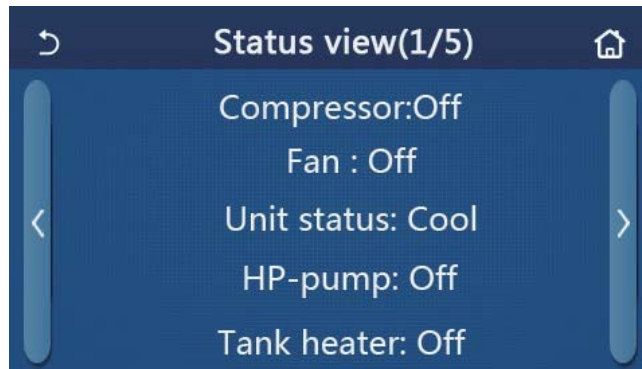 Status view(1/5)
Compressor:Off
Fan : Off
Unit status: Cool
HP-pump: Off
Tank heater: Off